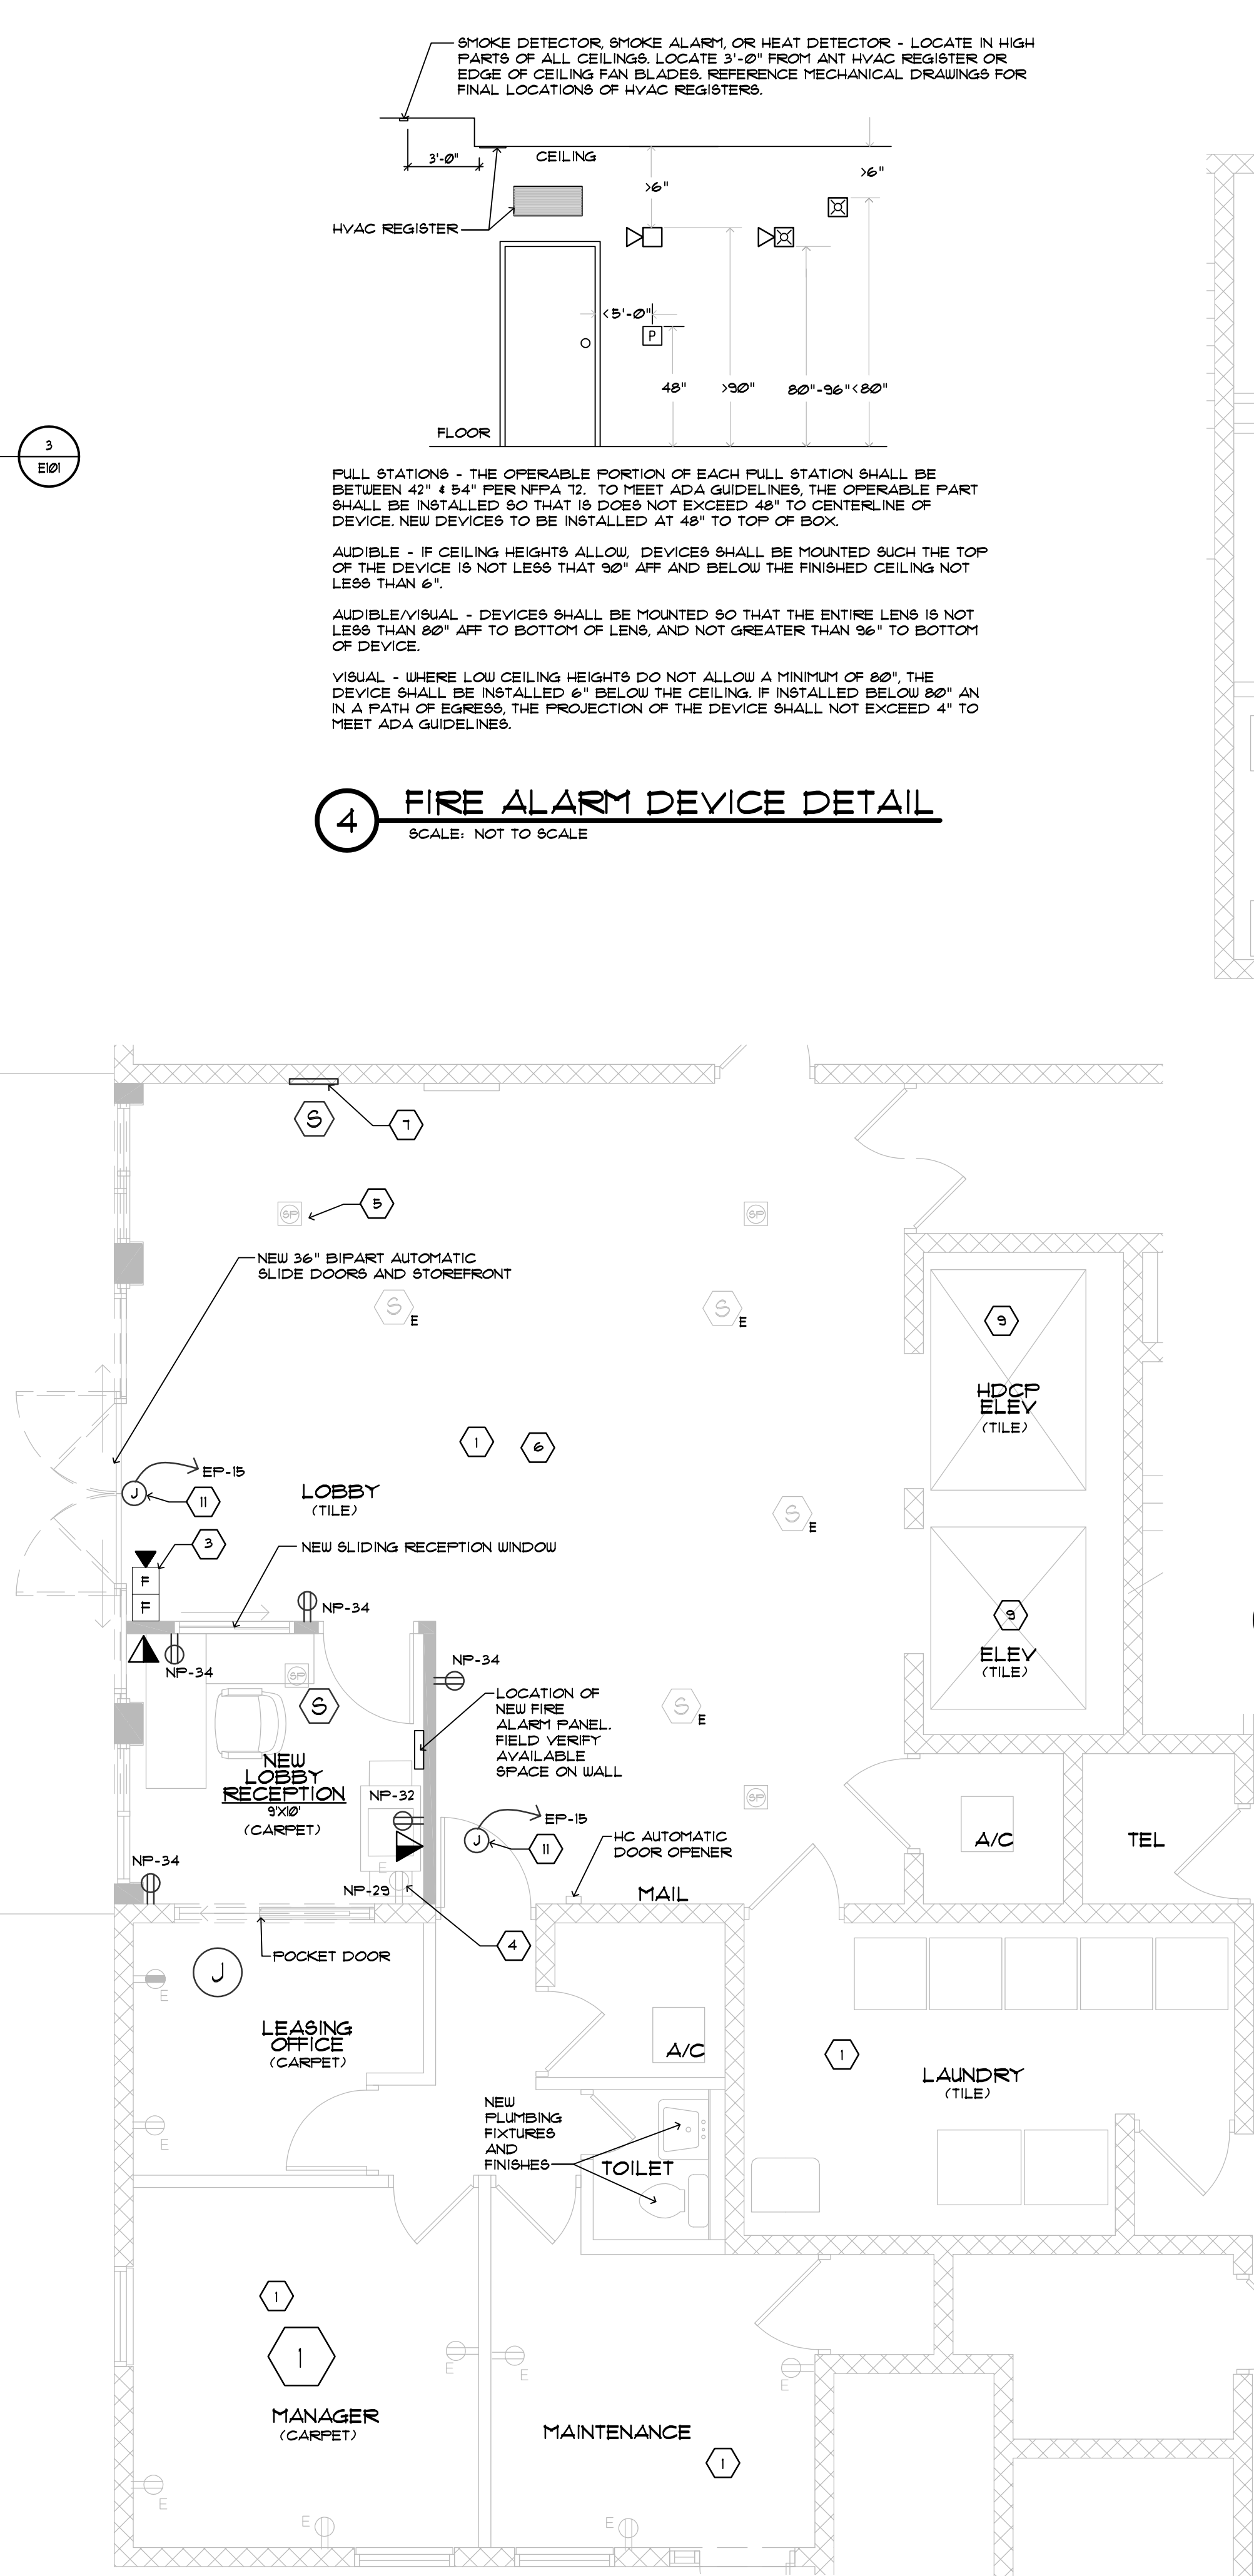 SMOKE DETECTOR, SMOKE ALARM, OR HEAT DETECTOR - LOCATE IN HIGH
PARTS OF ALL CEILINGS. LOCATE 3'-0" FROM ANT HVAC REGISTER OR
EDGE OF CEILING FAN BLADES. REFERENCE MECHANICAL DRAWINGS FOR
FINAL LOCATIONS OF HVAC REGISTERS.
3'-0"
CEILING
>6"
>6"
HVAC REGISTER
<5'-0"
P
48"
>90"
80"-96"
<80"
FLOOR
3
E101
PULL STATIONS - THE OPERABLE PORTION OF EACH PULL STATION SHALL BE
BETWEEN 42" & 54" PER NFPA 72. TO MEET ADA GUIDELINES, THE OPERABLE PART
SHALL BE INSTALLED SO THAT IS DOES NOT EXCEED 48" TO CENTERLINE OF
DEVICE. NEW DEVICES TO BE INSTALLED AT 48" TO TOP OF BOX.
AUDIBLE - IF CEILING HEIGHTS ALLOW, DEVICES SHALL BE MOUNTED SUCH THE TOP
OF THE DEVICE IS NOT LESS THAT 90" AFF AND BELOW THE FINISHED CEILING NOT
LESS THAN 6".
AUDIBLE/VISUAL - DEVICES SHALL BE MOUNTED SO THAT THE ENTIRE LENS IS NOT
LESS THAN 80" AFF TO BOTTOM OF LENS, AND NOT GREATER THAN 96" TO BOTTOM
OF DEVICE.
VISUAL - WHERE LOW CEILING HEIGHTS DO NOT ALLOW A MINIMUM OF 80", THE
DEVICE SHALL BE INSTALLED 6" BELOW THE CEILING. IF INSTALLED BELOW 80" AN
IN A PATH OF EGRESS, THE PROJECTION OF THE DEVICE SHALL NOT EXCEED 4" TO
MEET ADA GUIDELINES.
4
FIRE ALARM DEVICE DETAIL
SCALE: NOT TO SCALE
S
7
5
SP
SP
NEW 36" BIPART AUTOMATIC
SLIDE DOORS AND STOREFRONT
S
E
S
E
9
HDCP
ELEV
(TILE)
1
6
EP-15
J
11
LOBBY
(TILE)
S
E
3
NEW SLIDING RECEPTION WINDOW
F
F
NP-34
9
ELEV
(TILE)
NP-34
SP
NP-34
S
LOCATION OF
NEW FIRE
ALARM PANEL.
FIELD VERIFY
AVAILABLE
SPACE ON WALL
S
E
NEW
LOBBY
RECEPTION
9'X10'
(CARPET)
NP-32
SP
EP-15
J
11
HC AUTOMATIC
DOOR OPENER
A/C
TEL
NP-34
E
NP-29
MAIL
4
POCKET DOOR
J
E
LEASING
OFFICE
(CARPET)
A/C
1
LAUNDRY
(TILE)
E
NEW
PLUMBING
FIXTURES
AND
FINISHES
TOILET
1
1
E
E
E
MANAGER
(CARPET)
MAINTENANCE
1
E
E
E